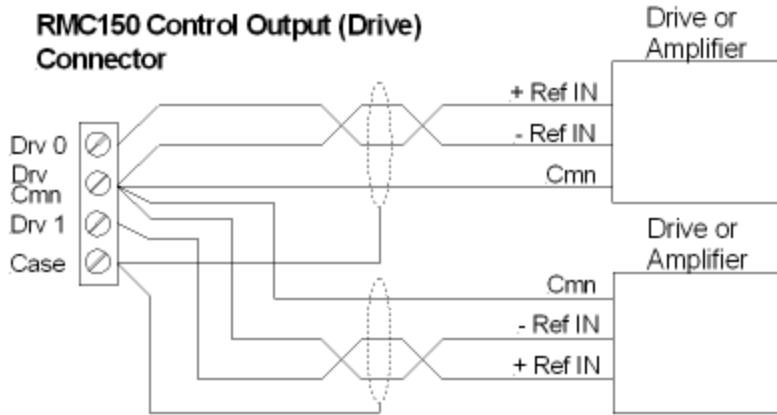 RMC150 Control Output (Drive)
Connector
Drive or
Amplifier
+ Ref IN
- Ref IN
Cmn
Drv 0
Drv
Cmn
Drv 1
Case
Drive or
Amplifier
Cmn
- Ref IN
+ Ref IN